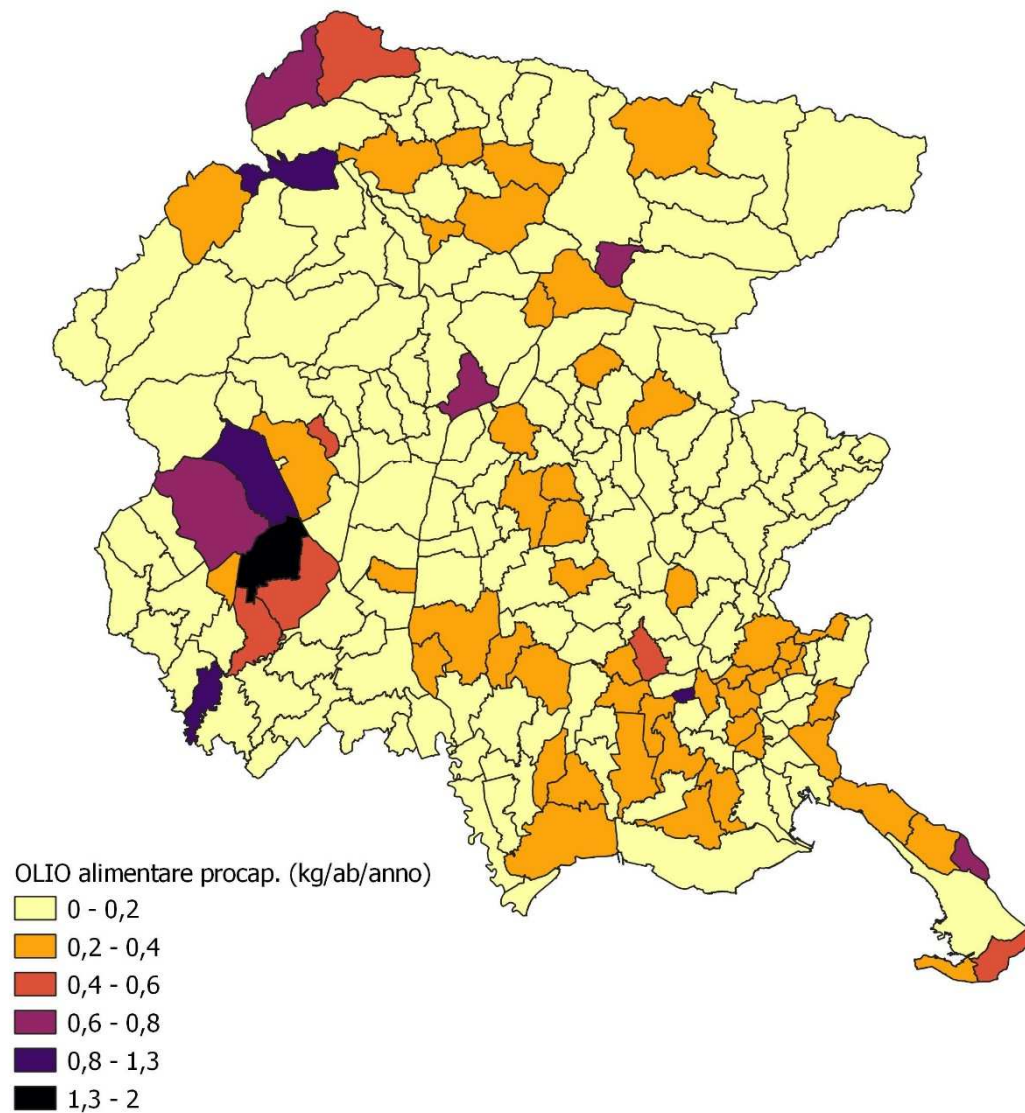 OLIO alimentare procap. (kg/ab/anno)
0 - 0,2
0,2 - 0,4
0,4 - 0,6
0,6 - 0,8
0,8 - 1,3
1,3 - 2